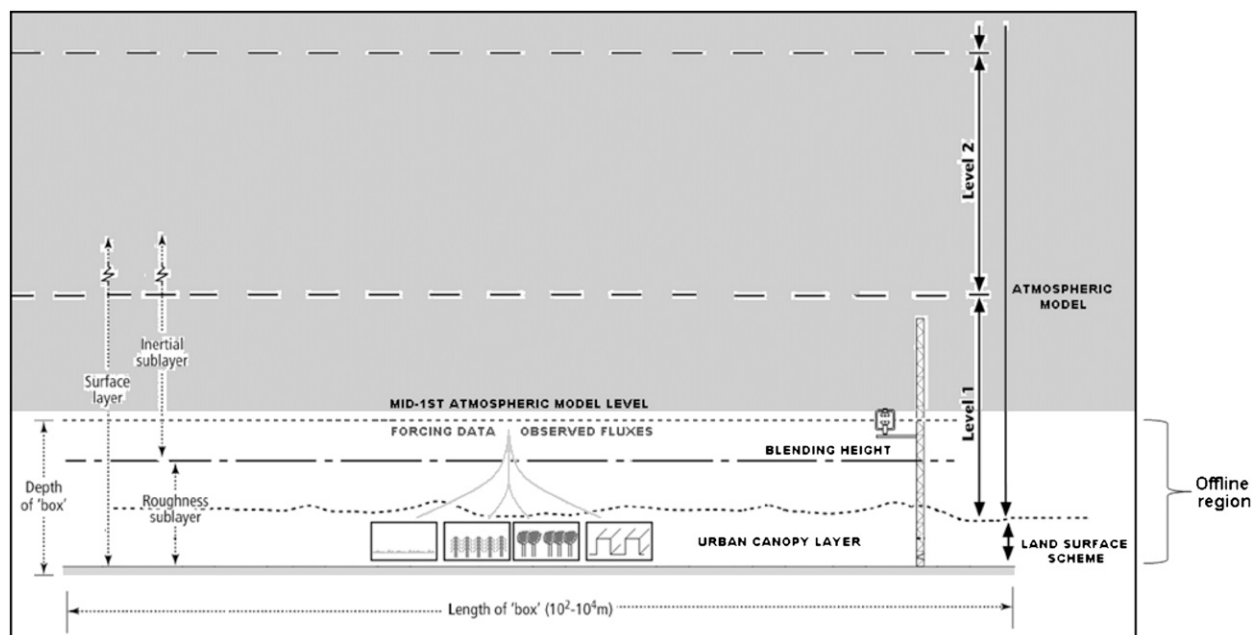 Level 2
ATMOSPHERIC
MODEL
Inertial
sublayer
Surface
layer
Level 1
MID-1ST ATMOSPHERIC MODEL LEVEL
FORCING DATA OBSERVED FLUXES
BLENDING HEIGHT
Depth
of 'box'
Roughness
sublayer
Offline
region
URBAN CANOPY LAYER
LAND SURFACE
SCHEME
Length of 'box' (10²-10⁴m)